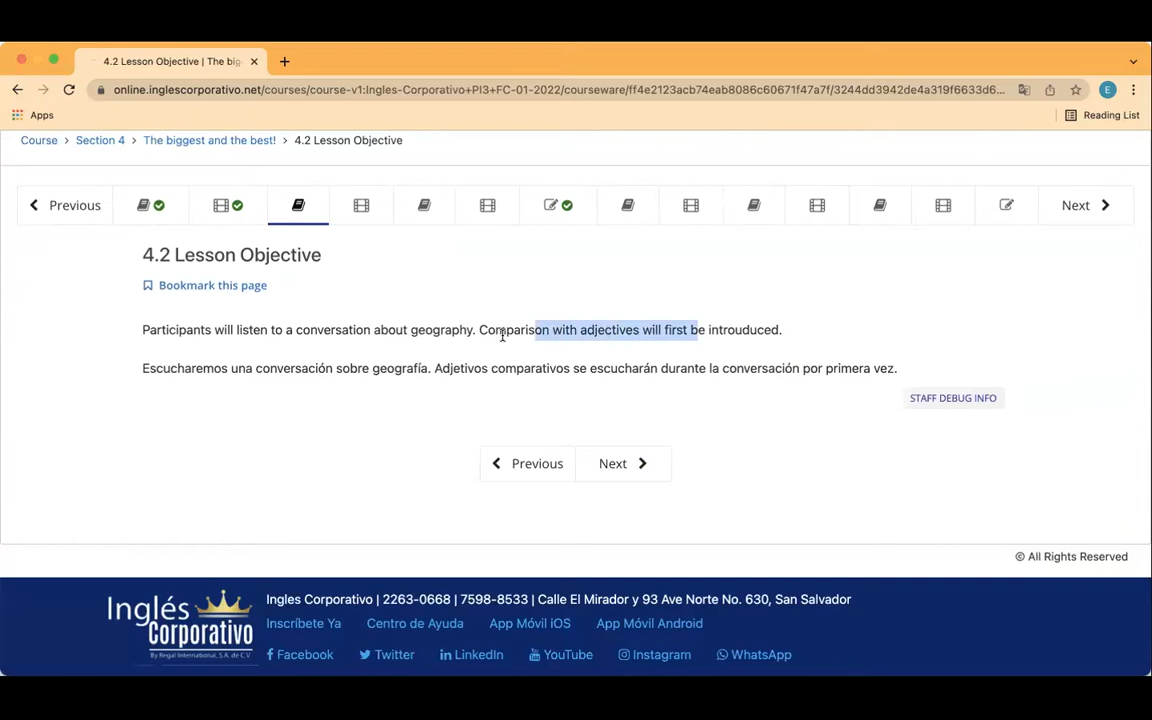 4.2 Lesson Objective | The big
online.inglescorporativo.net/courses/course-v1:Ingles-Corporativo+PI3+FC-01-2022/courseware/ff4e2123acb74eab8086c60671f47a7f/3244dd3942de4a319f6633d6...
E
Apps
Reading List
Course > Section 4 > The biggest and the best! > 4.2 Lesson Objective
Previous
Next
4.2 Lesson Objective
Bookmark this page
Participants will listen to a conversation about geography. Comparison with adjectives will first be introuduced.
Escucharemos una conversación sobre geografía. Adjetivos comparativos se escucharán durante la conversación por primera vez.
STAFF DEBUG INFO
Previous
Next
© All Rights Reserved
Inglés Corporativo
By Regal International, S.A. de C.V
Ingles Corporativo | 2263-0668 | 7598-8533 | Calle El Mirador y 93 Ave Norte No. 630, San Salvador
Inscríbete Ya Centro de Ayuda App Móvil iOS App Móvil Android
Facebook Twitter LinkedIn YouTube Instagram WhatsApp